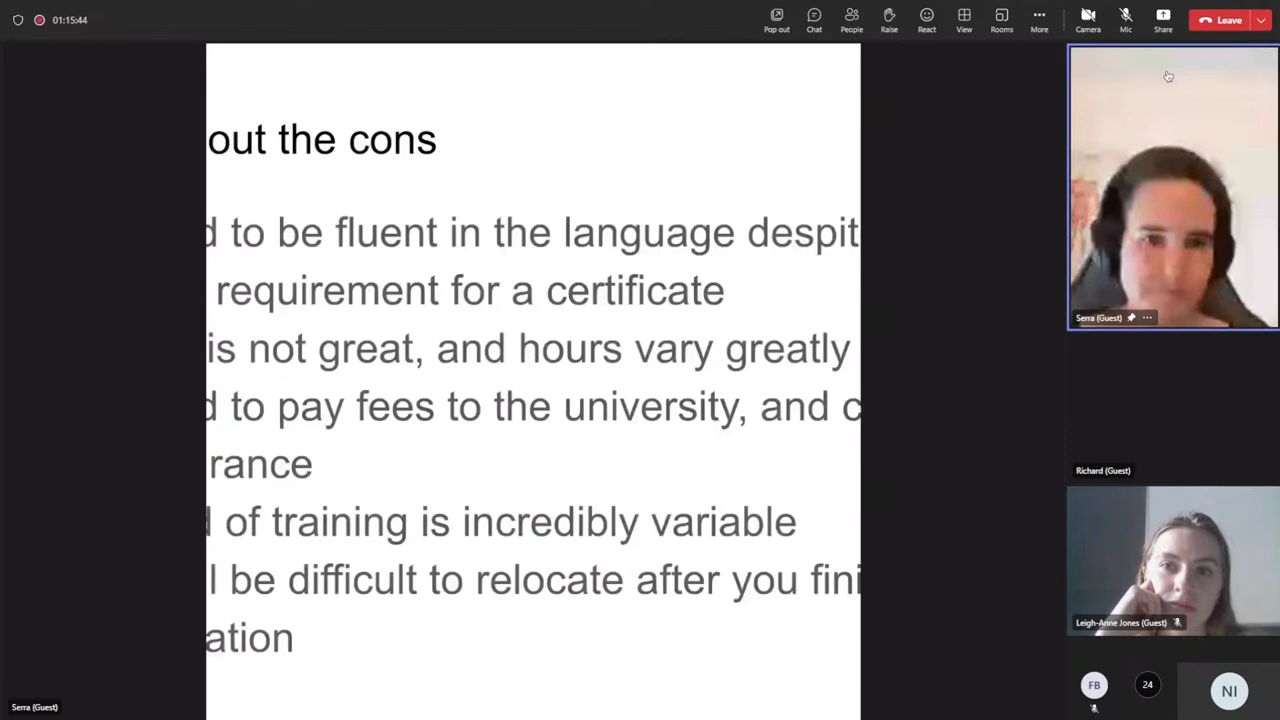 01:15:44
Pop out
Chat
People
Raise
React
View
Rooms
More
Camera
Mic
Share
Leave
out the cons
d to be fluent in the language despit
requirement for a certificate
is not great, and hours vary greatly
d to pay fees to the university, and c
rance
d of training is incredibly variable
l be difficult to relocate after you fini
ation
Serra (Guest)
Richard (Guest)
Leigh-Anne Jones (Guest)
FB
24
NI
Serra (Guest)